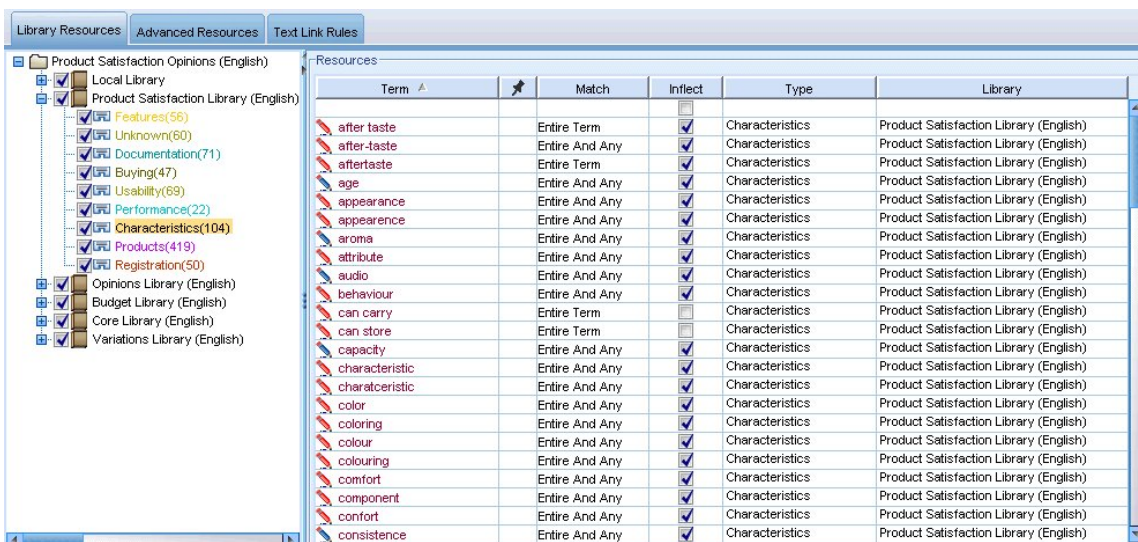 Library Resources Advanced Resources Text Link Rules
Product Satisfaction Opinions (English)
Local Library
Product Satisfaction Library (English)
Features(56)
Unknown(60)
Documentation(71)
Buying(47)
Usability(69)
Performance(22)
Characteristics(104)
Products(419)
Registration(50)
Opinions Library (English)
Budget Library (English)
Core Library (English)
Variations Library (English)
Resources
Term Match Inflect Type Library
after taste Entire Term Characteristics Product Satisfaction Library (English)
after-taste Entire And Any Characteristics Product Satisfaction Library (English)
aftertaste Entire Term Characteristics Product Satisfaction Library (English)
age Entire And Any Characteristics Product Satisfaction Library (English)
appearance Entire And Any Characteristics Product Satisfaction Library (English)
appearence Entire And Any Characteristics Product Satisfaction Library (English)
aroma Entire And Any Characteristics Product Satisfaction Library (English)
attribute Entire And Any Characteristics Product Satisfaction Library (English)
audio Entire And Any Characteristics Product Satisfaction Library (English)
behaviour Entire And Any Characteristics Product Satisfaction Library (English)
can carry Entire Term Characteristics Product Satisfaction Library (English)
can store Entire Term Characteristics Product Satisfaction Library (English)
capacity Entire And Any Characteristics Product Satisfaction Library (English)
characteristic Entire And Any Characteristics Product Satisfaction Library (English)
charatceristic Entire And Any Characteristics Product Satisfaction Library (English)
color Entire And Any Characteristics Product Satisfaction Library (English)
coloring Entire And Any Characteristics Product Satisfaction Library (English)
colour Entire And Any Characteristics Product Satisfaction Library (English)
colouring Entire And Any Characteristics Product Satisfaction Library (English)
comfort Entire And Any Characteristics Product Satisfaction Library (English)
component Entire And Any Characteristics Product Satisfaction Library (English)
confort Entire And Any Characteristics Product Satisfaction Library (English)
consistence Entire And Any Characteristics Product Satisfaction Library (English)